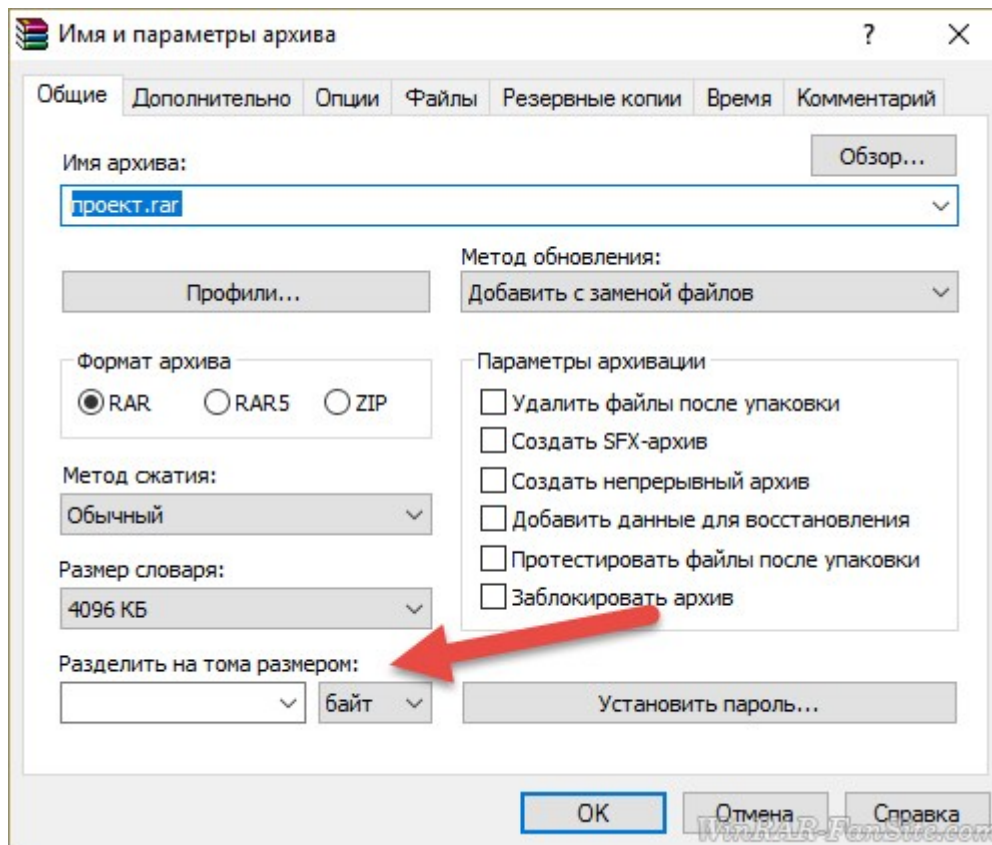 Имя и параметры архива
Общие Дополнительно Опции Файлы Резервные копии Время Комментарий
Имя архива:
Обзор...
проект.rar
Метод обновления:
Профили...
Добавить с заменой файлов
Формат архива
RAR RAR5 ZIP
Метод сжатия:
Обычный
Размер словаря:
4096 КБ
Разделить на тома размером:
байт
Параметры архивации
Удалить файлы после упаковки
Создать SFX-архив
Создать непрерывный архив
Добавить данные для восстановления
Протестировать файлы после упаковки
Заблокировать архив
Установить пароль...
OK Отмена Справка
WinRAR-FanSite.com